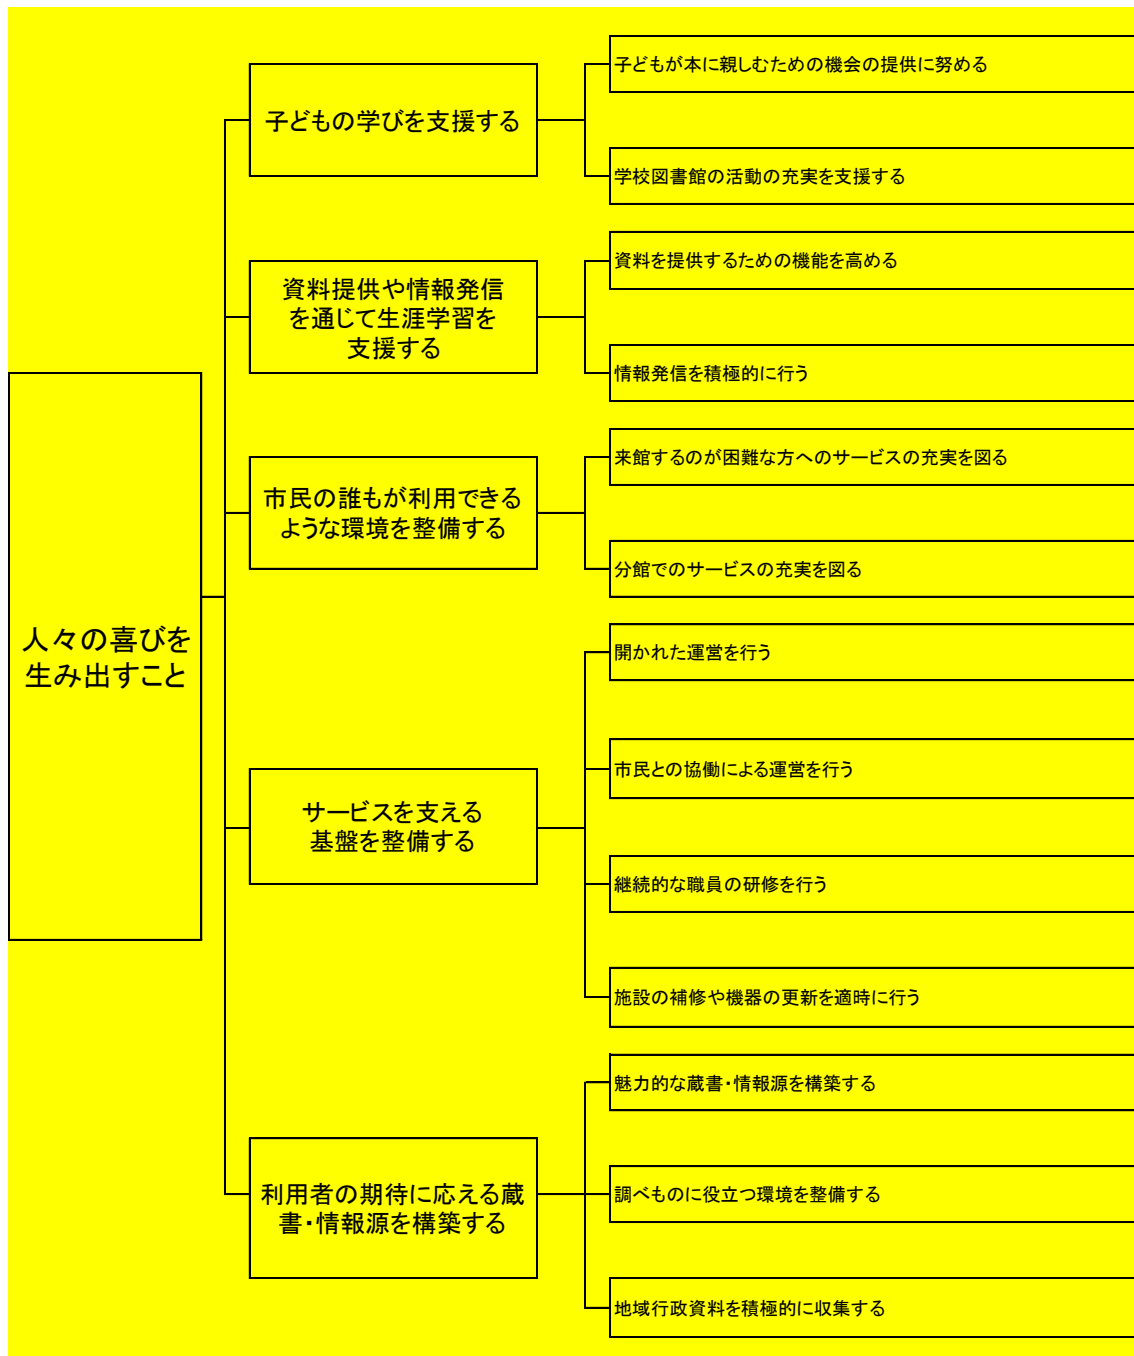 人々の喜びを
生み出すこと
子どもの学びを支援する
子どもが本に親しむための機会の提供に努める
学校図書館の活動の充実を支援する
資料提供や情報発信
を通じて生涯学習を
支援する
資料を提供するための機能を高める
情報発信を積極的に行う
市民の誰もが利用できる
ような環境を整備する
来館するのが困難な方へのサービスの充実を図る
分館でのサービスの充実を図る
サービスを支える
基盤を整備する
開かれた運営を行う
市民との協働による運営を行う
継続的な職員の研修を行う
施設の補修や機器の更新を適時に行う
利用者の期待に応える蔵
書・情報源を構築する
魅力的な蔵書・情報源を構築する
調べものに役立つ環境を整備する
地域行政資料を積極的に収集する